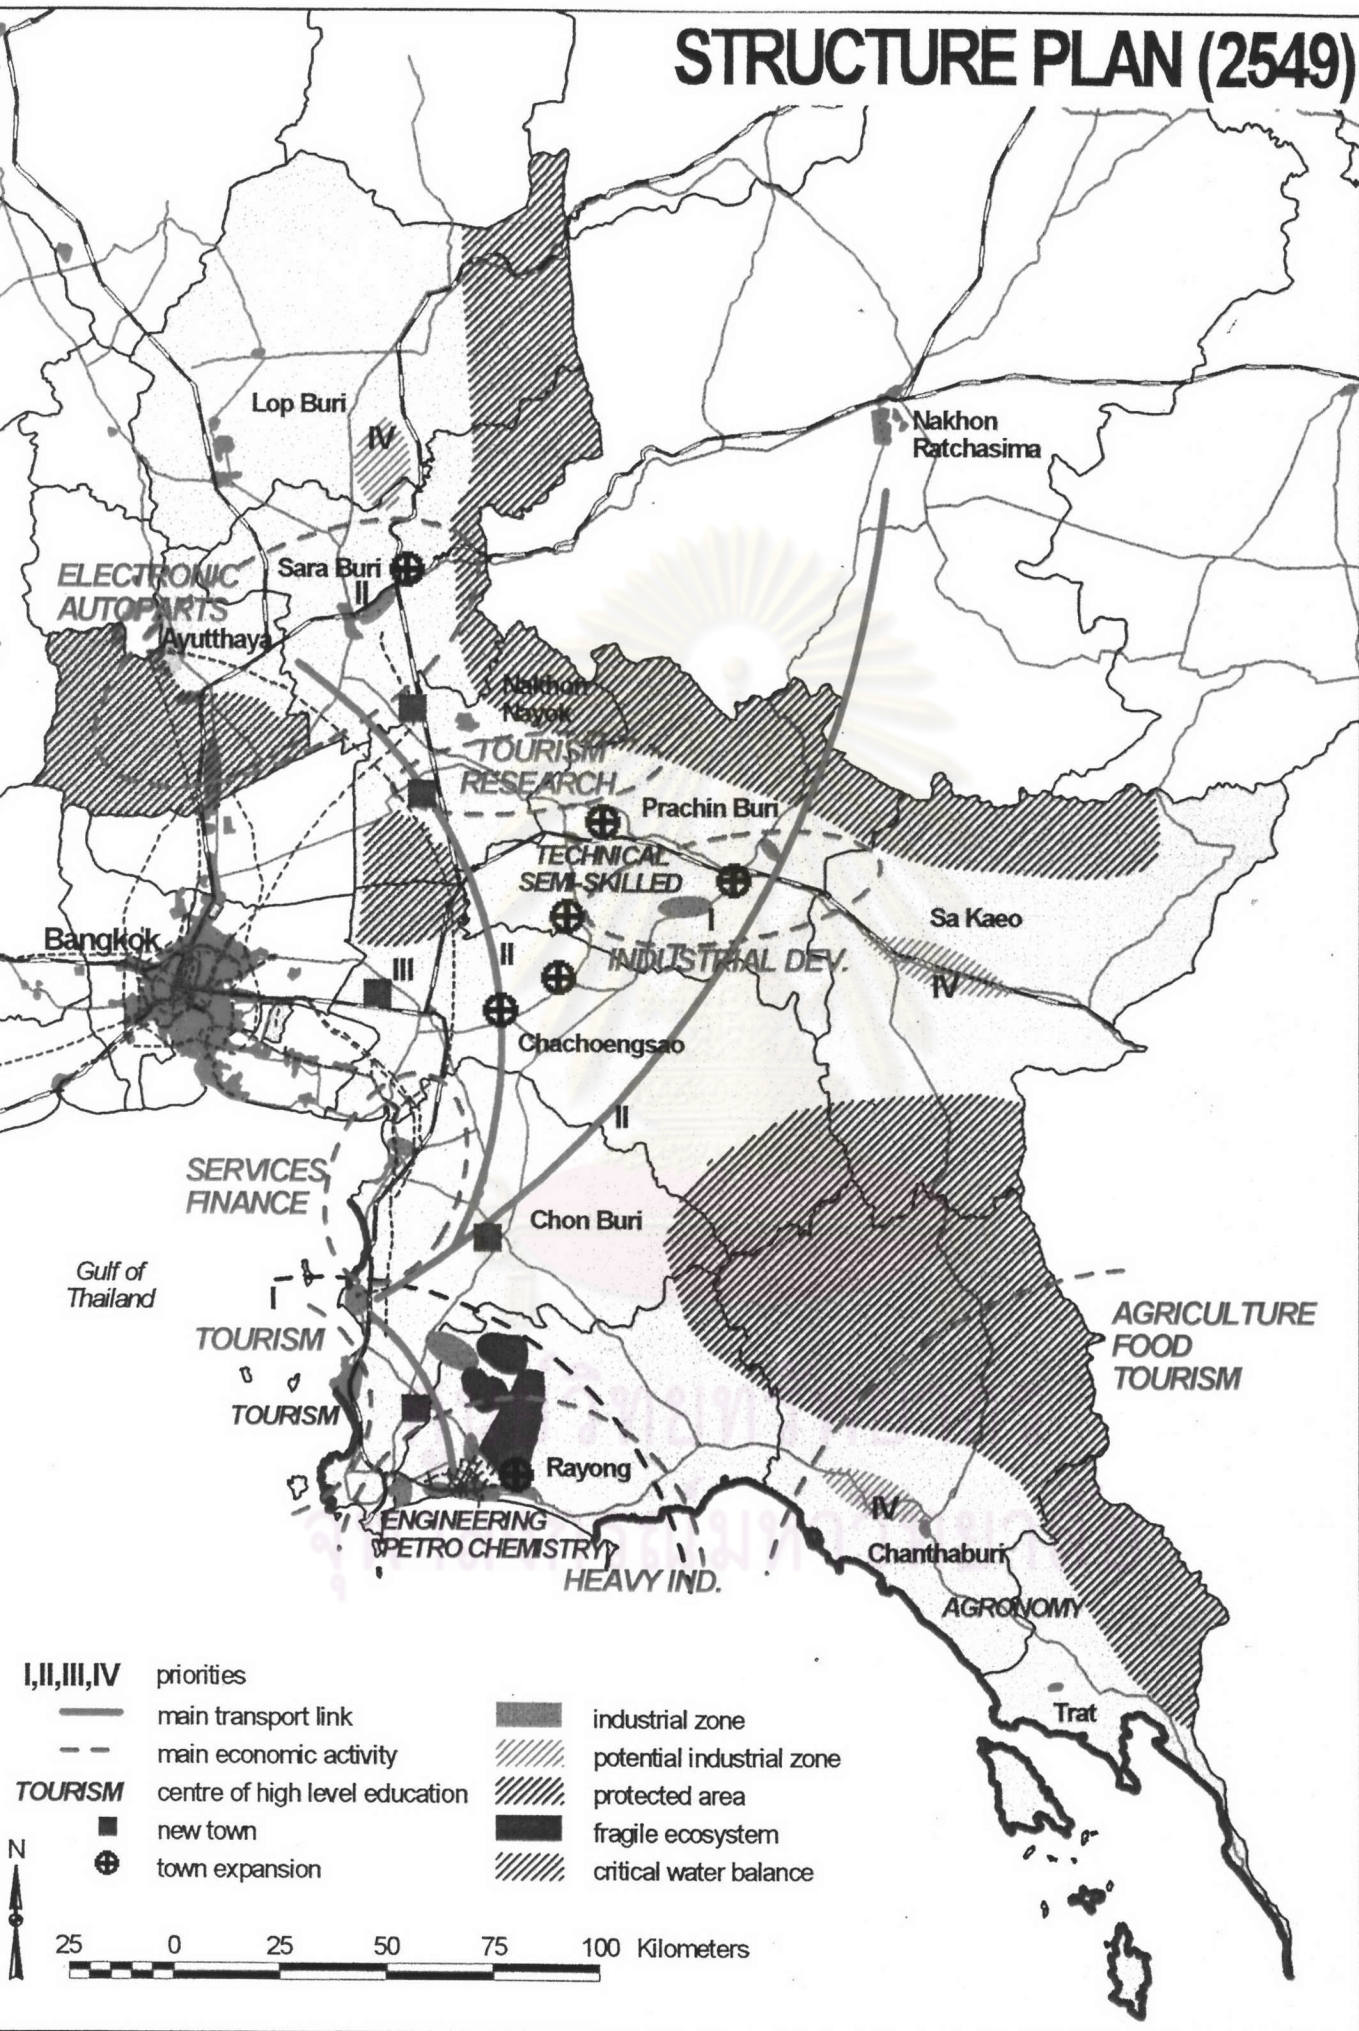 STRUCTURE PLAN (2549)
Lop Buri
IV
Nakhon
Ratchasima
ELECTRONIC
AUTOPARTS
Sara Buri
II
Ayutthaya
Nakhon
Nayok
TOURISM
RESEARCH
Prachin Buri
TECHNICAL
SEMI-SKILLED
I
Sa Kaeo
Bangkok
III
II
INDUSTRIAL DEV.
IV
Chachoengsao
II
SERVICES
FINANCE
Chon Buri
Gulf of
Thailand
I
TOURISM
AGRICULTURE
FOOD
TOURISM
TOURISM
Rayong
IV
ENGINEERING
PETRO CHEMISTRY
HEAVY IND.
Chanthaburi
AGRONOMY
Trat
I,II,III,IV priorities
main transport link
main economic activity
TOURISM centre of high level education
new town
town expansion
industrial zone
potential industrial zone
protected area
fragile ecosystem
critical water balance
N
25 0 25 50 75 100 Kilometers